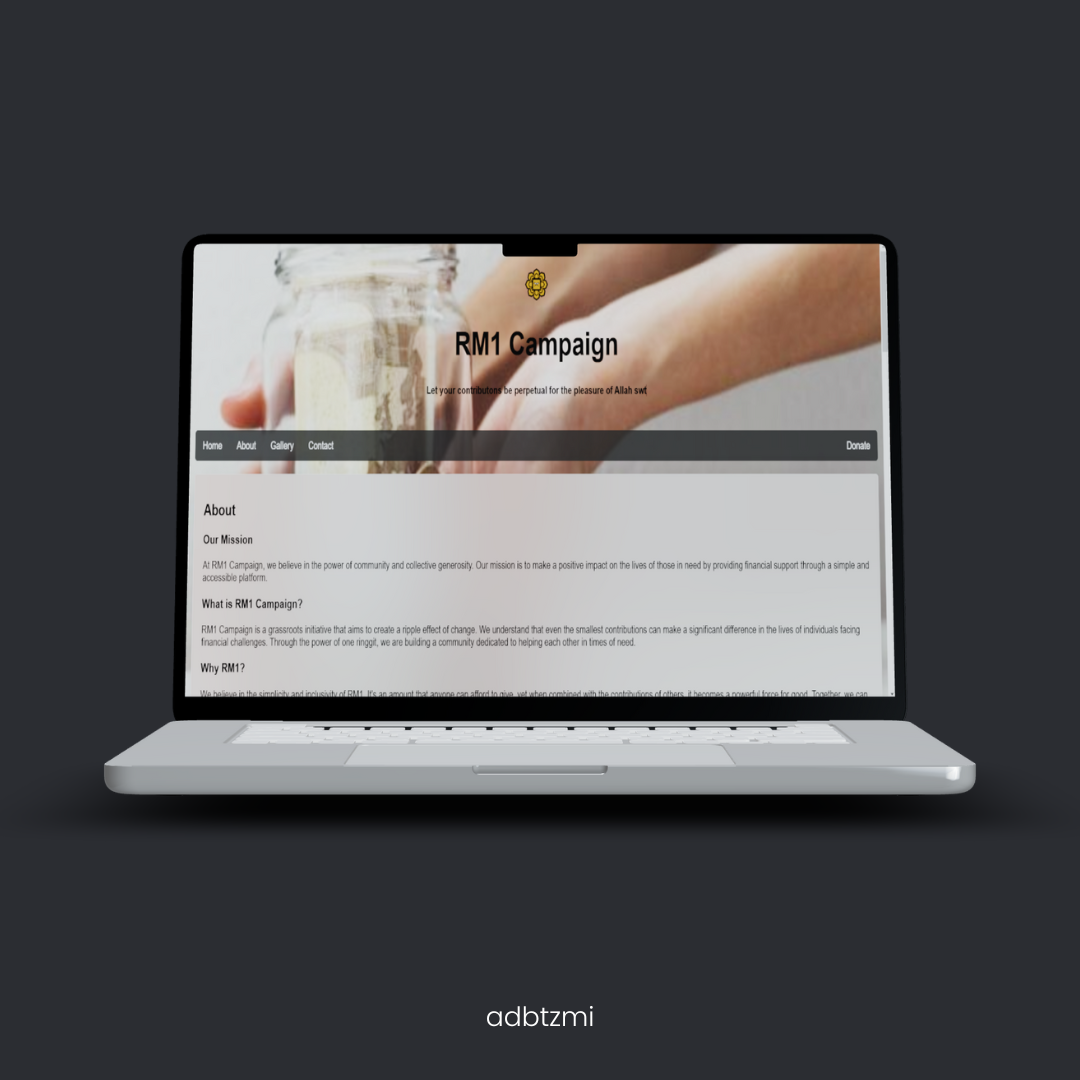 RM1 Campaign
Let your contributons be perpetual for the pleasure of Allah swt
Home About Gallery Contact Donate
About
Our Mission
At RM1 Campaign, we believe in the power of community and collective generosity. Our mission is to make a positive impact on the lives of those in need by providing financial support through a simple and
accessible platform.
What is RM1 Campaign?
RM1 Campaign is a grassroots initiative that aims to create a ripple effect of change. We understand that even the smallest contributions can make a significant difference in the lives of individuals facing
financial challenges. Through the power of one ringgit, we are building a community dedicated to helping each other in times of need.
Why RM1?
We believe in the simplicity and inclusivity of RM1. It's an amount that anyone can afford to give, yet when combined with the contributions of others, it becomes a powerful force for good. Together, we can
adbtzmi